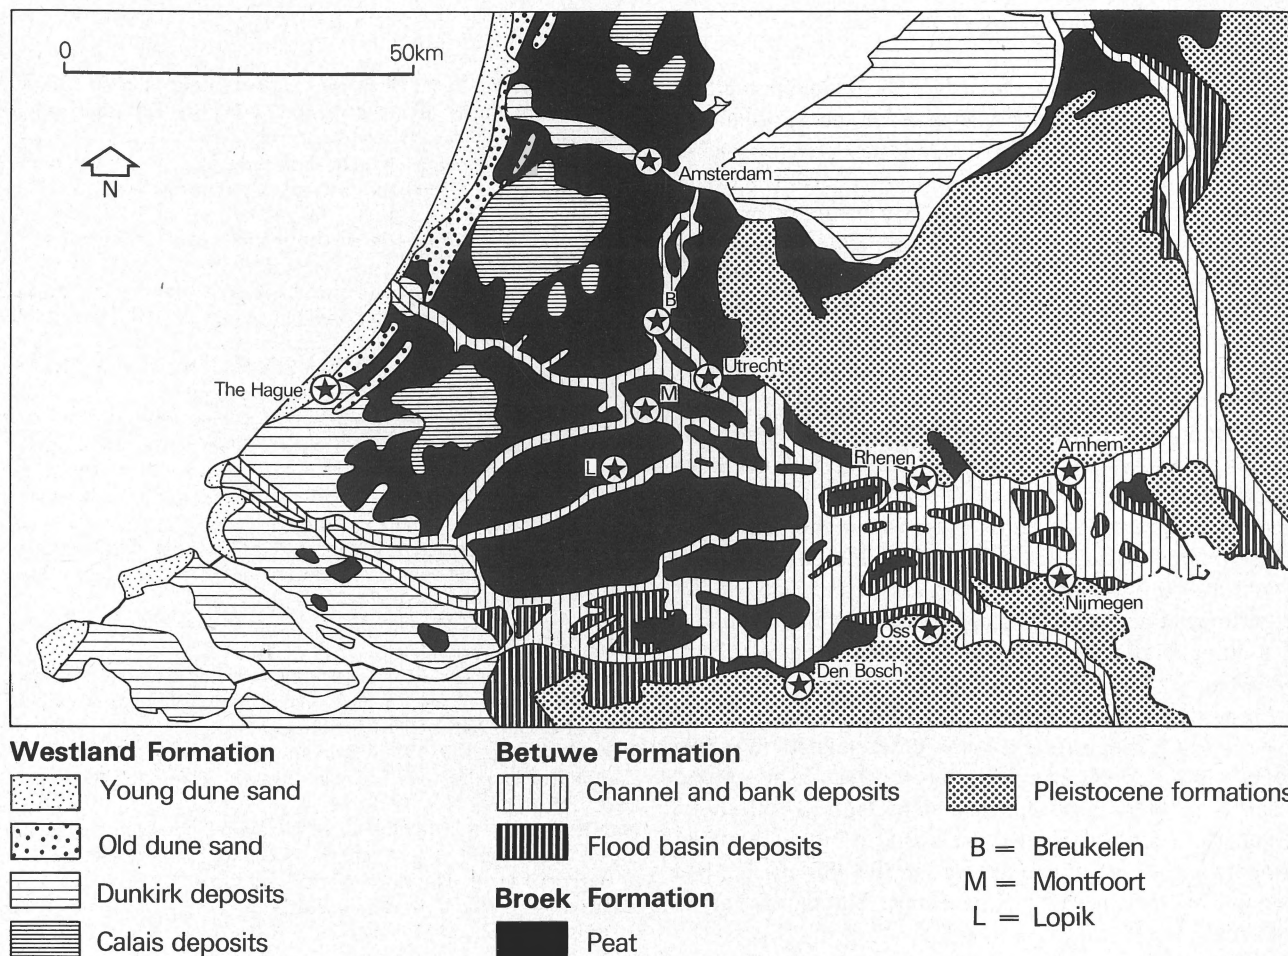 0 50km
N
Amsterdam
B
Utrecht
The Hague
M
L
Rhenen
Arnhem
Nijmegen
Oss
Den Bosch
Westland Formation
Young dune sand
Old dune sand
Dunkirk deposits
Calais deposits
Betuwe Formation
Channel and bank deposits
Flood basin deposits
Broek Formation
Peat
Pleistocene formations
B = Breukelen
M = Montfoort
L = Lopik